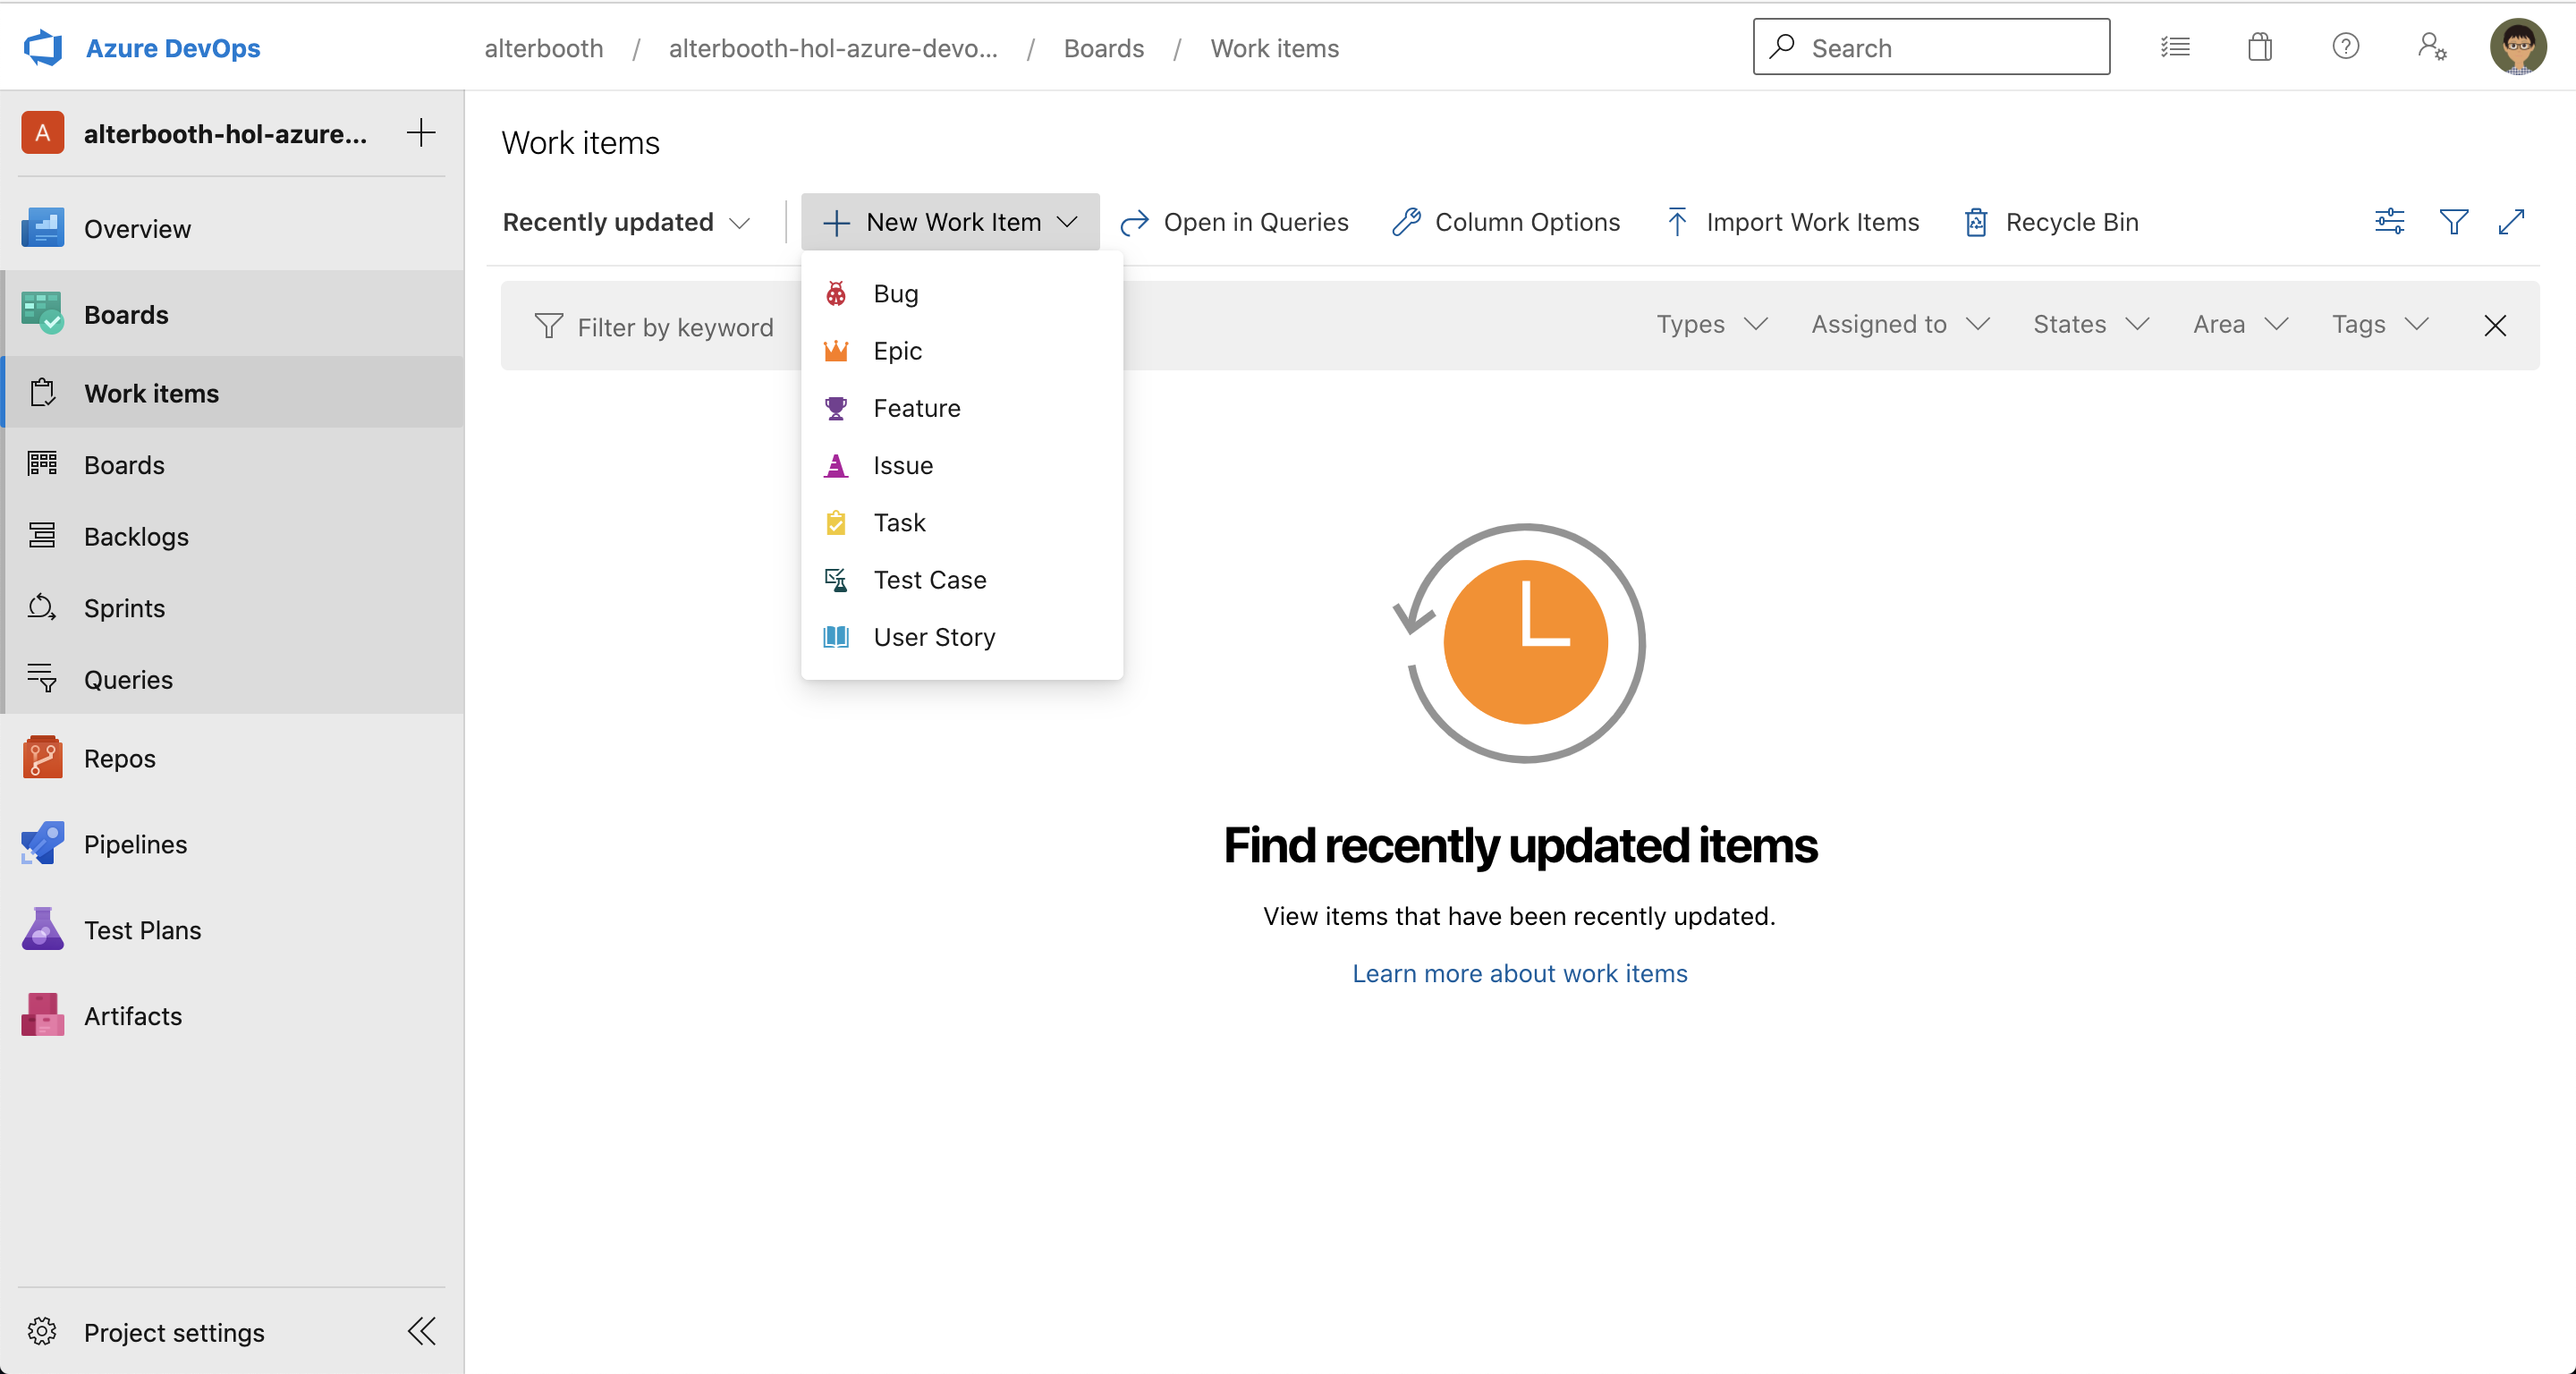 Azure DevOps
alterbooth / alterbooth-hol-azure-devo... / Boards / Work items
Search
A
alterbooth-hol-azure...
Overview
Boards
Work items
Boards
Backlogs
Sprints
Queries
Repos
Pipelines
Test Plans
Artifacts
Project settings
Work items
Recently updated
New Work Item
Open in Queries
Column Options
Import Work Items
Recycle Bin
Filter by keyword
Types
Assigned to
States
Area
Tags
Bug
Epic
Feature
Issue
Task
Test Case
User Story
Find recently updated items
View items that have been recently updated.
Learn more about work items